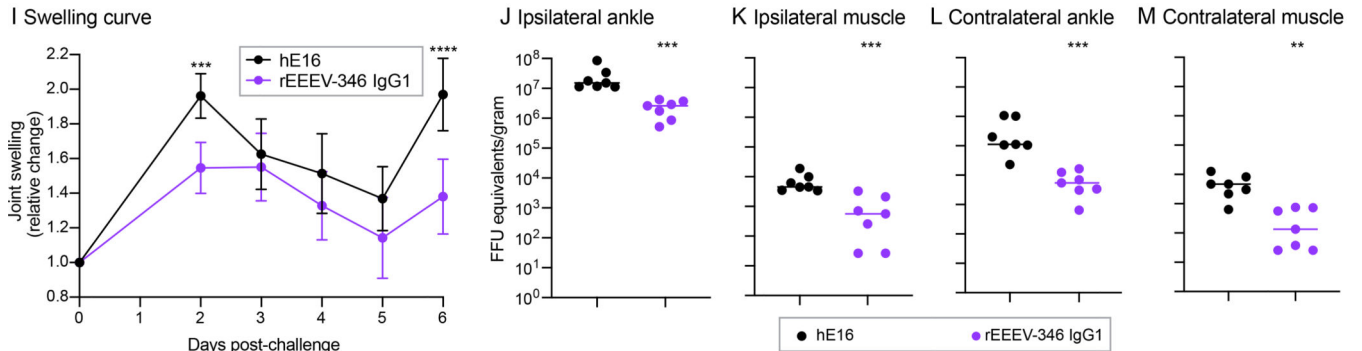 I Swelling curve
J Ipsilateral ankle
K Ipsilateral muscle
L Contralateral ankle
M Contralateral muscle
Joint swelling
(relative change)
2.2
2.0
1.8
1.6
1.4
1.2
1.0
0.8
***
****
hE16
rEEEV-346 IgG1
0
1
2
3
4
5
6
Days post-challenge
FFU equivalents/gram
10⁸
10⁷
10⁶
10⁵
10⁴
10³
10²
10¹
10⁰
***
***
***
**
hE16
rEEEV-346 IgG1